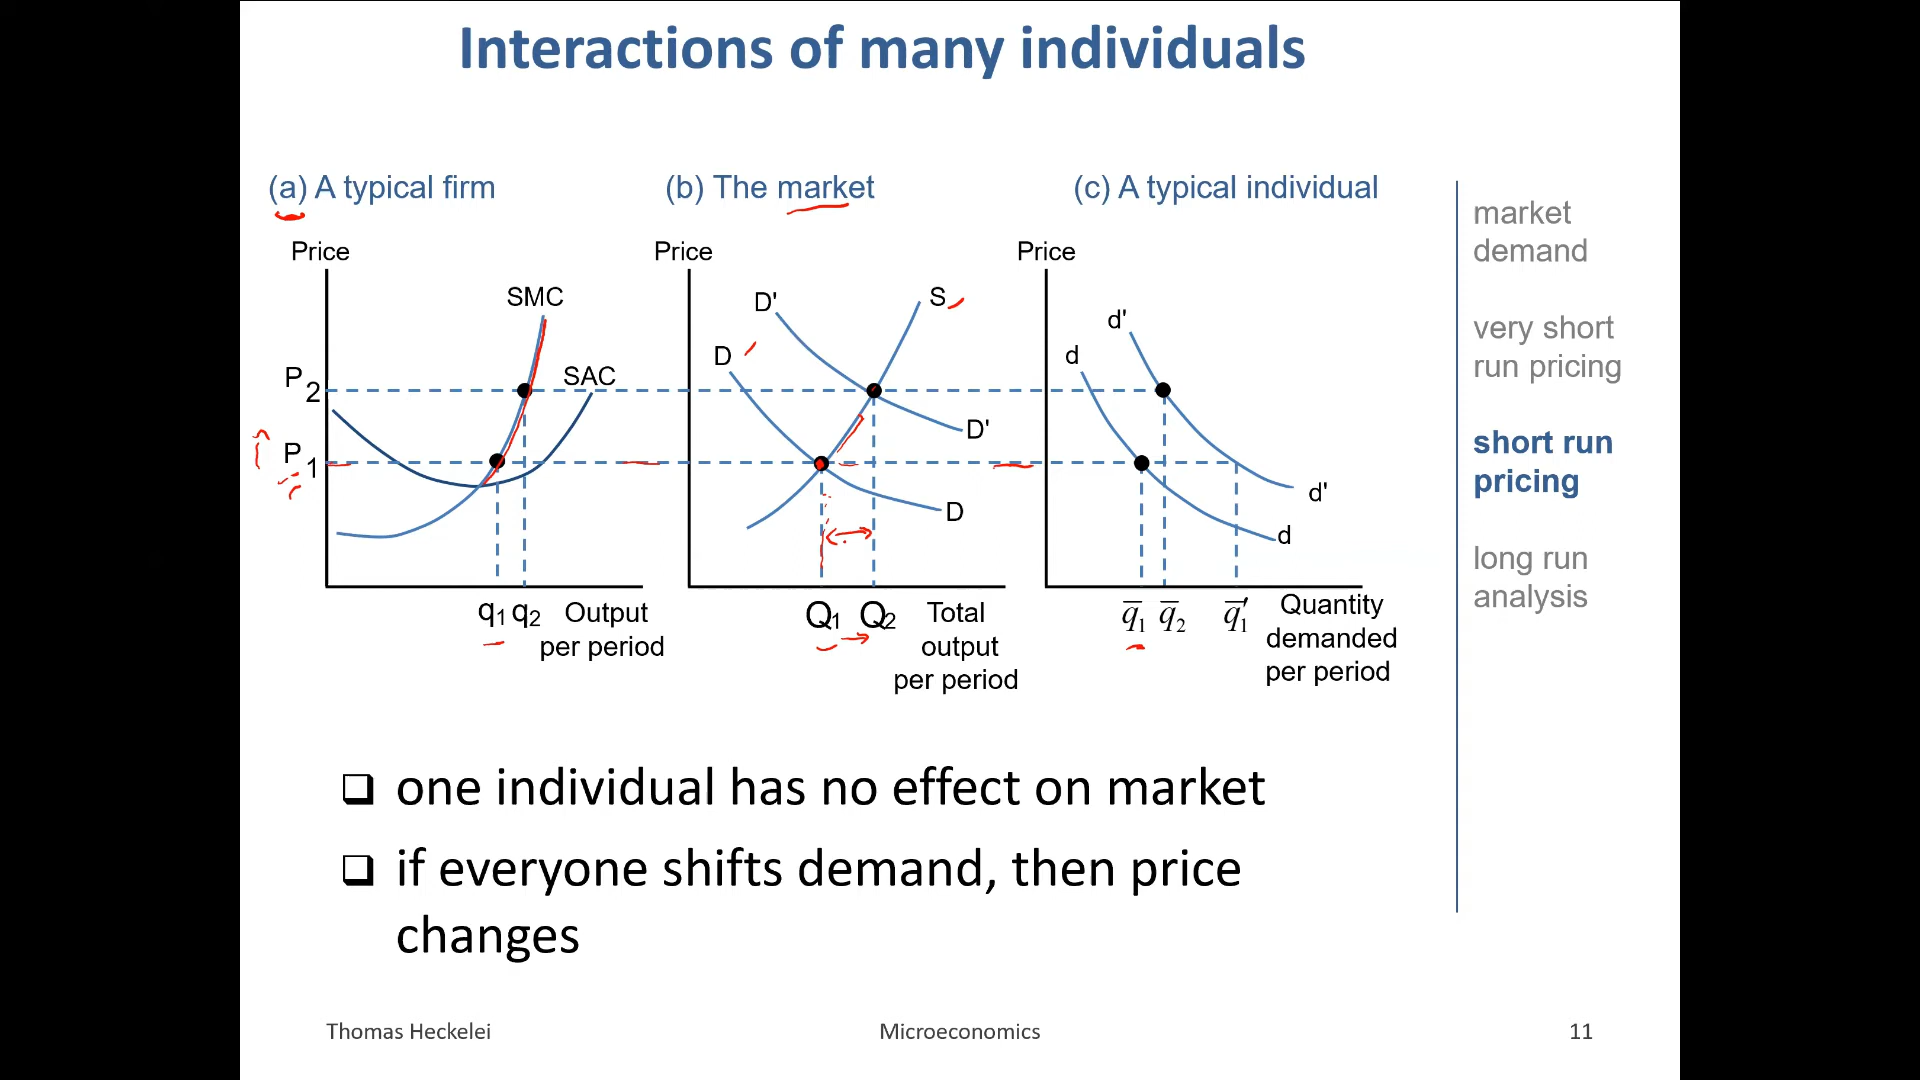 Interactions of many individuals
(a) A typical firm
Price
SMC
SAC
P2
P1
q1 q2
Output
per period
(b) The market
Price
D'
S
D
D'
D
Q1 Q2
Total
output
per period
(c) A typical individual
Price
d'
d
d'
d
q̅1 q̅2 q̅1′
Quantity
demanded
per period
market
demand
very short
run pricing
short run
pricing
long run
analysis
❑ one individual has no effect on market
❑ if everyone shifts demand, then price
changes
Thomas Heckelei
Microeconomics
11